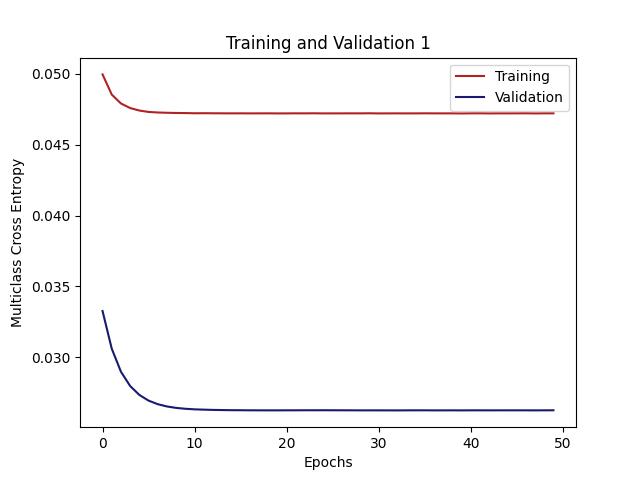 Training and Validation 1
Training
Validation
0.050
0.045
0.040
0.035
0.030
Multiclass Cross Entropy
0
10
20
30
40
50
Epochs